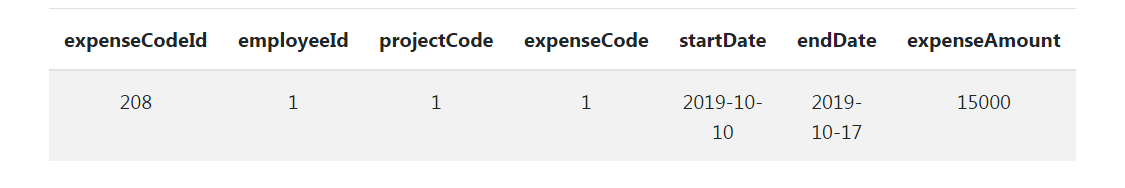 expenseCodeId employeeId projectCode expenseCode startDate endDate expenseAmount
208 1 1 1 2019-10- 2019- 15000
10 10-17